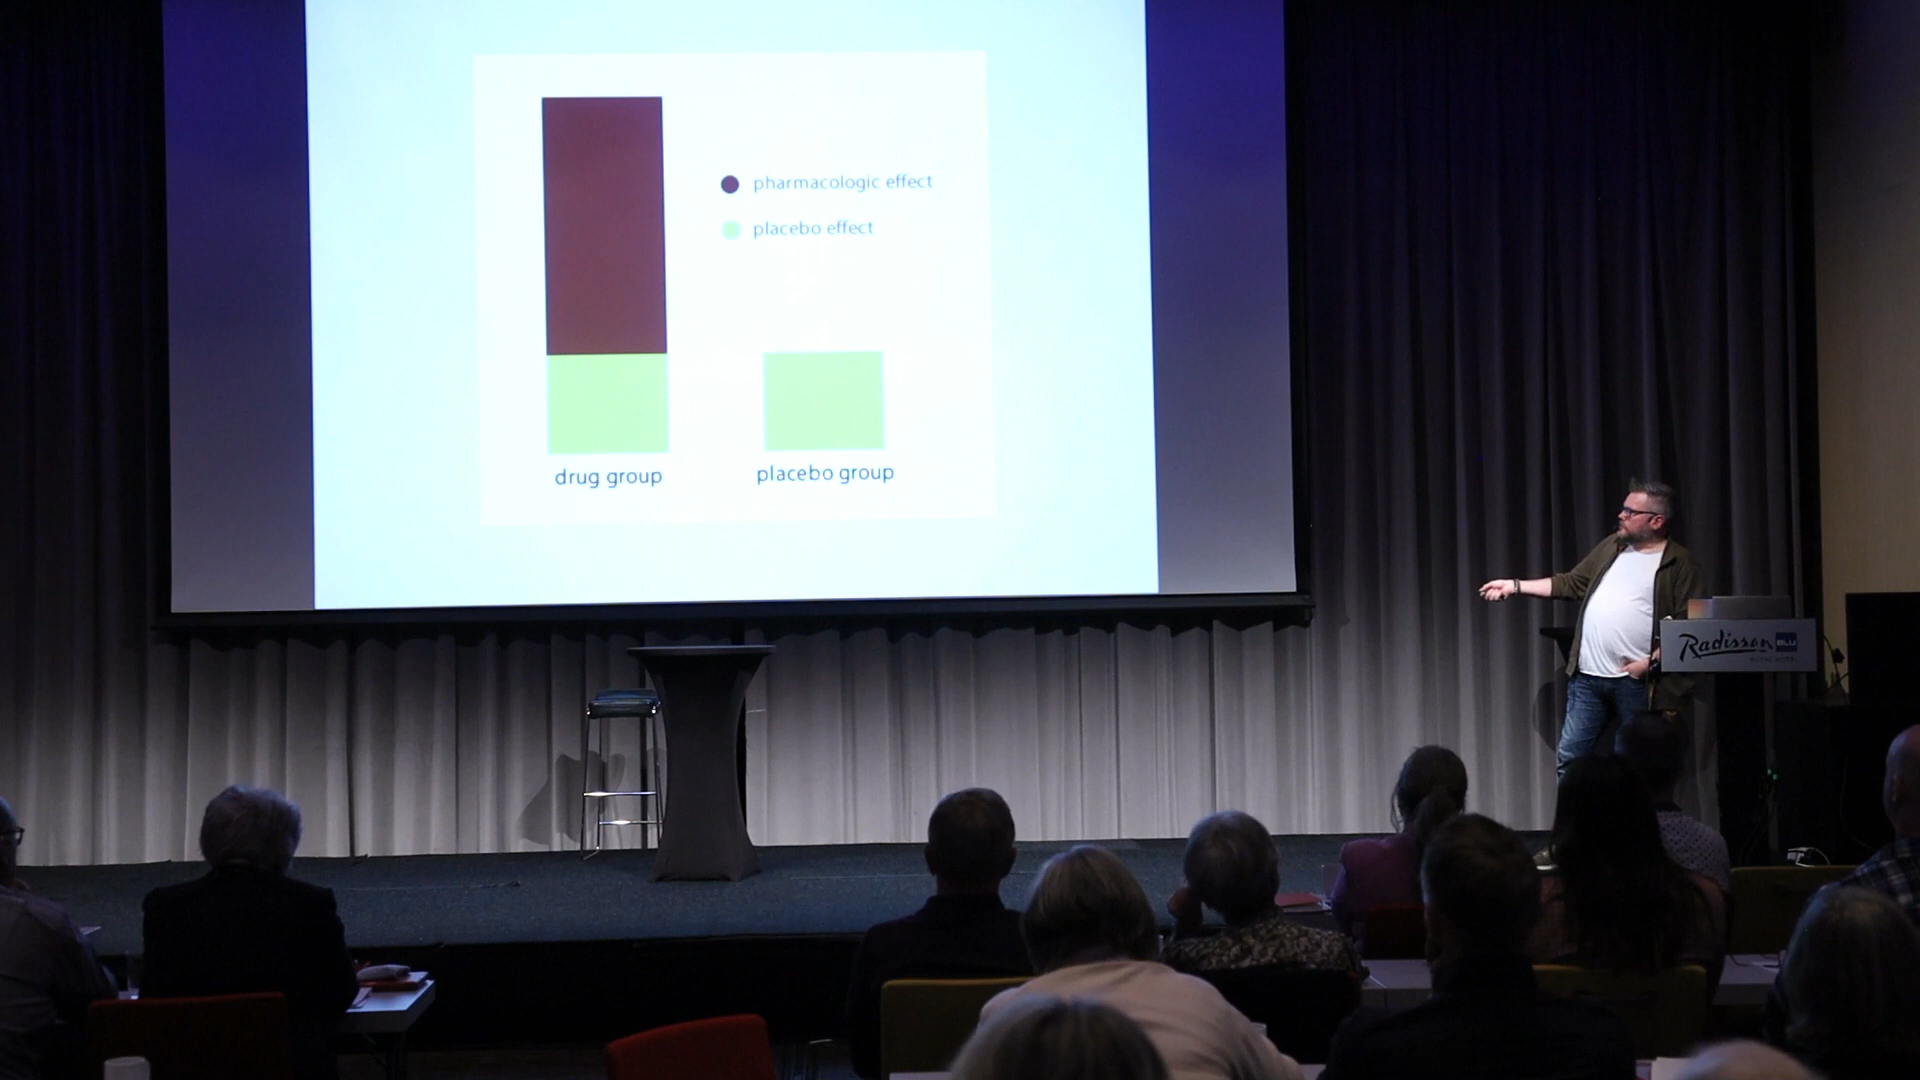 pharmacologic effect
placebo effect
drug group
placebo group
Radisson BLU